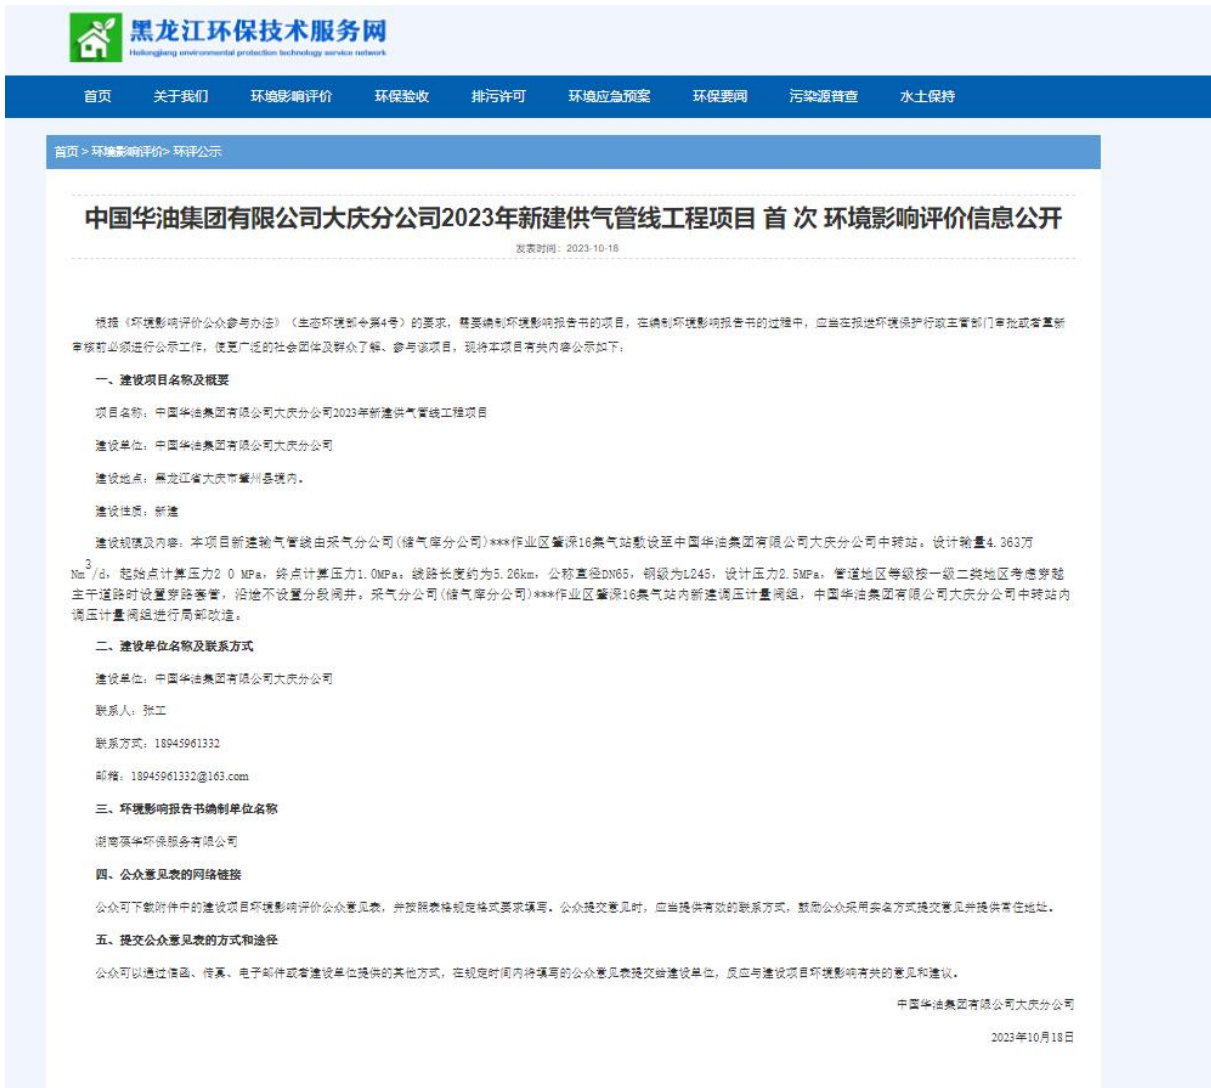 黑龙江环保技术服务网
Heilongjiang environmental protection technology service network
首页 关于我们 环境影响评价 环保验收 排污许可 环境应急预案 环保要闻 污染源普查 水土保持
首页 > 环境影响评价> 环评公示
中国华油集团有限公司大庆分公司2023年新建供气管线工程项目 首 次 环境影响评价信息公开
发表时间：2023-10-18
根据《环境影响评价公众参与办法》（生态环境部令第4号）的要求，需要编制环境影响报告书的项目，在编制环境影响报告书的过程中，应当在报送环境保护行政主管部门审批或者重新
审核前必须进行公示工作，使更广泛的社会团体及群众了解、参与该项目，现将本项目有关内容公示如下：
一、建设项目名称及概要
项目名称：中国华油集团有限公司大庆分公司2023年新建供气管线工程项目
建设单位：中国华油集团有限公司大庆分公司
建设地点：黑龙江省大庆市肇州县境内。
建设性质：新建
建设规模及内容：本项目新建输气管线由采气分公司(储气库分公司)***作业区肇深16集气站敷设至中国华油集团有限公司大庆分公司中转站。设计输量4.363万
Nm³/d，起始点计算压力2 0 MPa，终点计算压力1.0MPa。线路长度约为5.26km，公称直径DN65，钢级为L245，设计压力2.5MPa，管道地区等级按一级二类地区考虑穿越
主干道路时设置穿路套管，沿途不设置分段阀井。采气分公司(储气库分公司)***作业区肇深16集气站内新建调压计量阀组，中国华油集团有限公司大庆分公司中转站内
调压计量阀组进行局部改造。
二、建设单位名称及联系方式
建设单位：中国华油集团有限公司大庆分公司
联系人：张工
联系方式：18945961332
邮箱：18945961332@163.com
三、环境影响报告书编制单位名称
湖南葆华环保服务有限公司
四、公众意见表的网络链接
公众可下载附件中的建设项目环境影响评价公众意见表，并按照表格规定格式要求填写。公众提交意见时，应当提供有效的联系方式，鼓励公众采用实名方式提交意见并提供常住地址。
五、提交公众意见表的方式和途径
公众可以通过信函、传真、电子邮件或者建设单位提供的其他方式，在规定时间内将填写的公众意见表提交给建设单位，反应与建设项目环境影响有关的意见和建议。
中国华油集团有限公司大庆分公司
2023年10月18日